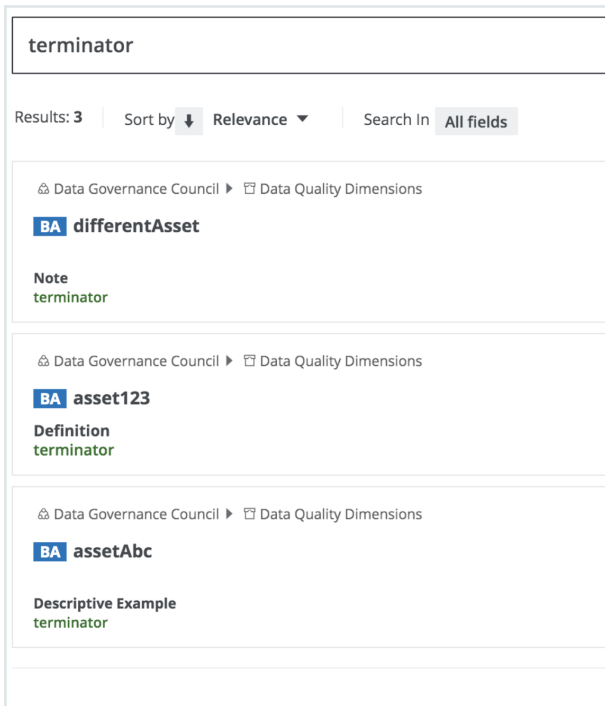 terminator
Results: 3 Sort by Relevance Search In All fields
Data Governance Council Data Quality Dimensions
BA differentAsset
Note
terminator
Data Governance Council Data Quality Dimensions
BA asset123
Definition
terminator
Data Governance Council Data Quality Dimensions
BA assetAbc
Descriptive Example
terminator